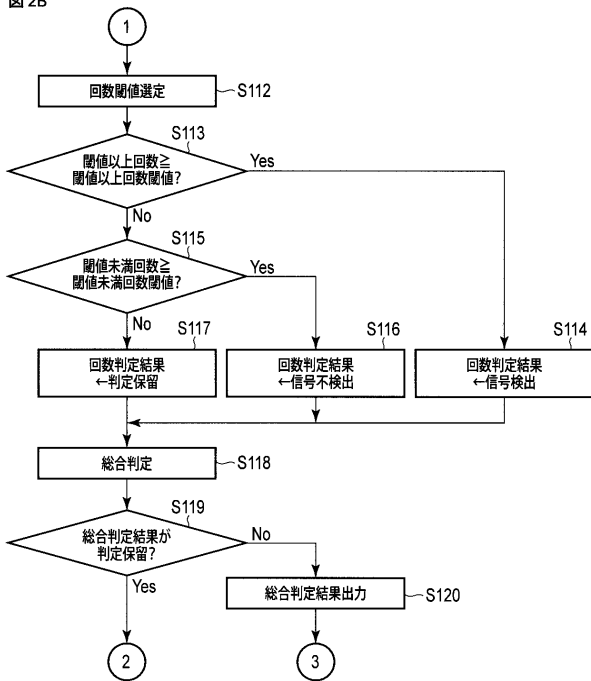 図2B
1
回数閾値選定
S112
S113
閾値以上回数≧
閾値以上回数閾値?
Yes
No
S115
閾値未満回数≧
閾値未満回数閾値?
Yes
No
S117
回数判定結果
←判定保留
S116
回数判定結果
←信号不検出
S114
回数判定結果
←信号検出
総合判定
S118
S119
総合判定結果が
判定保留?
No
Yes
総合判定結果出力
S120
2
3